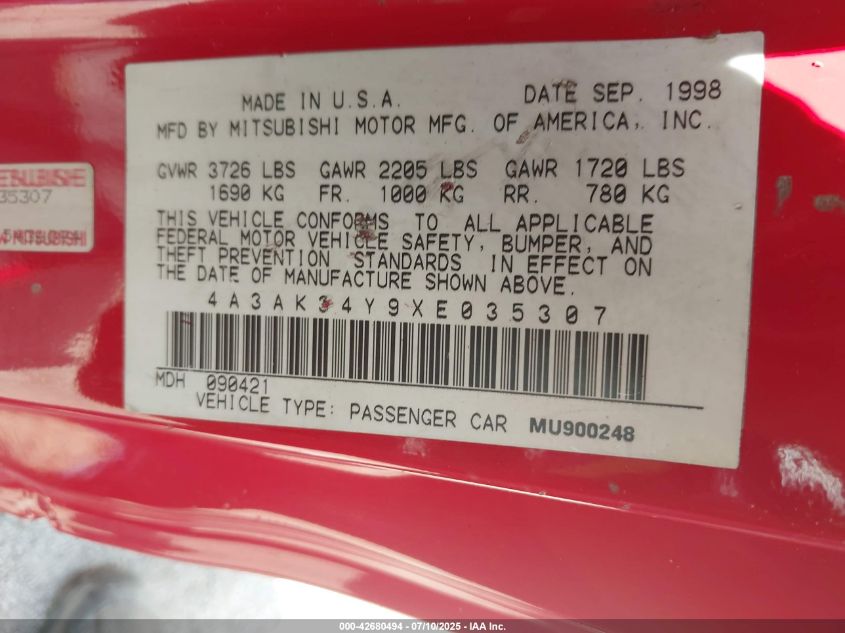 MADE IN U.S.A. DATE SEP. 1998
MFD BY MITSUBISHI MOTOR MFG. OF AMERICA, INC.
GVWR 3726 LBS GAWR 2205 LBS GAWR 1720 LBS
1690 KG FR. 1000 KG RR. 780 KG
THIS VEHICLE CONFORMS TO ALL APPLICABLE
FEDERAL MOTOR VEHICLE SAFETY, BUMPER, AND
THEFT PREVENTION STANDARDS IN EFFECT ON
THE DATE OF MANUFACTURE SHOWN ABOVE.
4A3AK34Y9XE035307
MDH 090421
VEHICLE TYPE: PASSENGER CAR MU900248
35307
MITSUBISHI
000-42680494 - 07/10/2025 - IAA Inc.